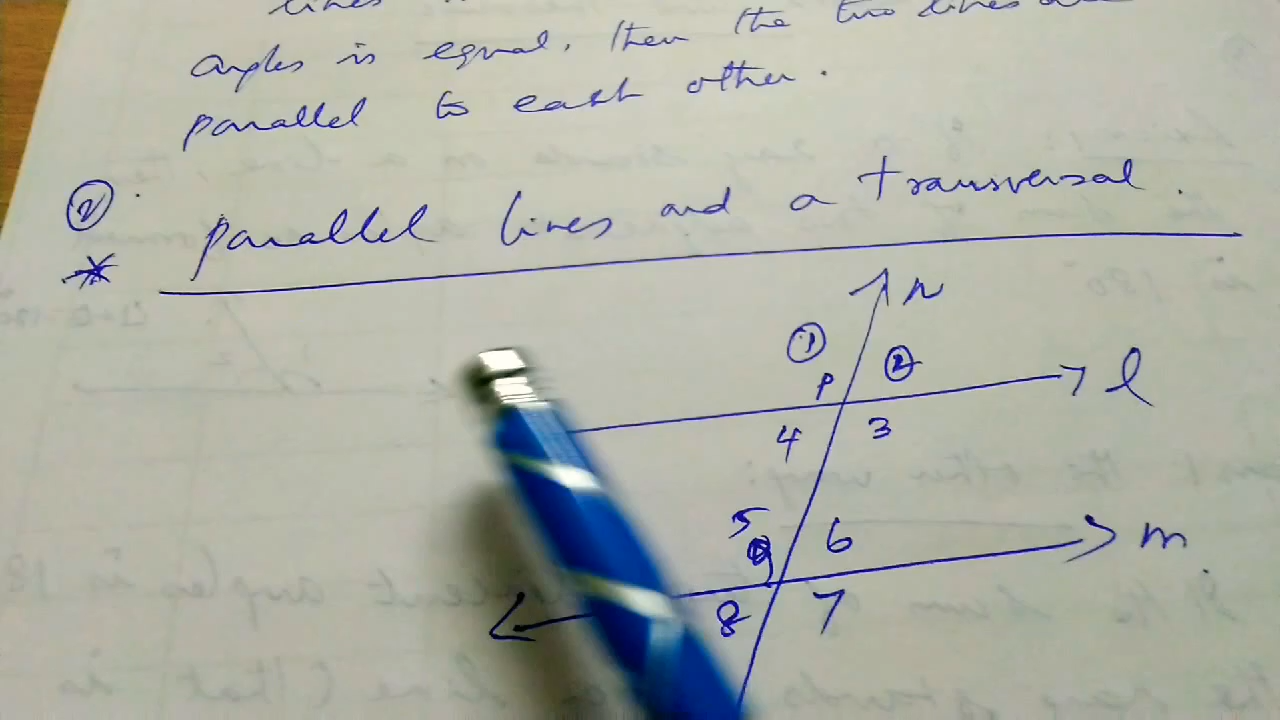 lines
angles is equal, then the two lines are
parallel to each other.
②.
* parallel lines and a transversal.
n
① ②
P l
4 3
5 6
Q m
8 7